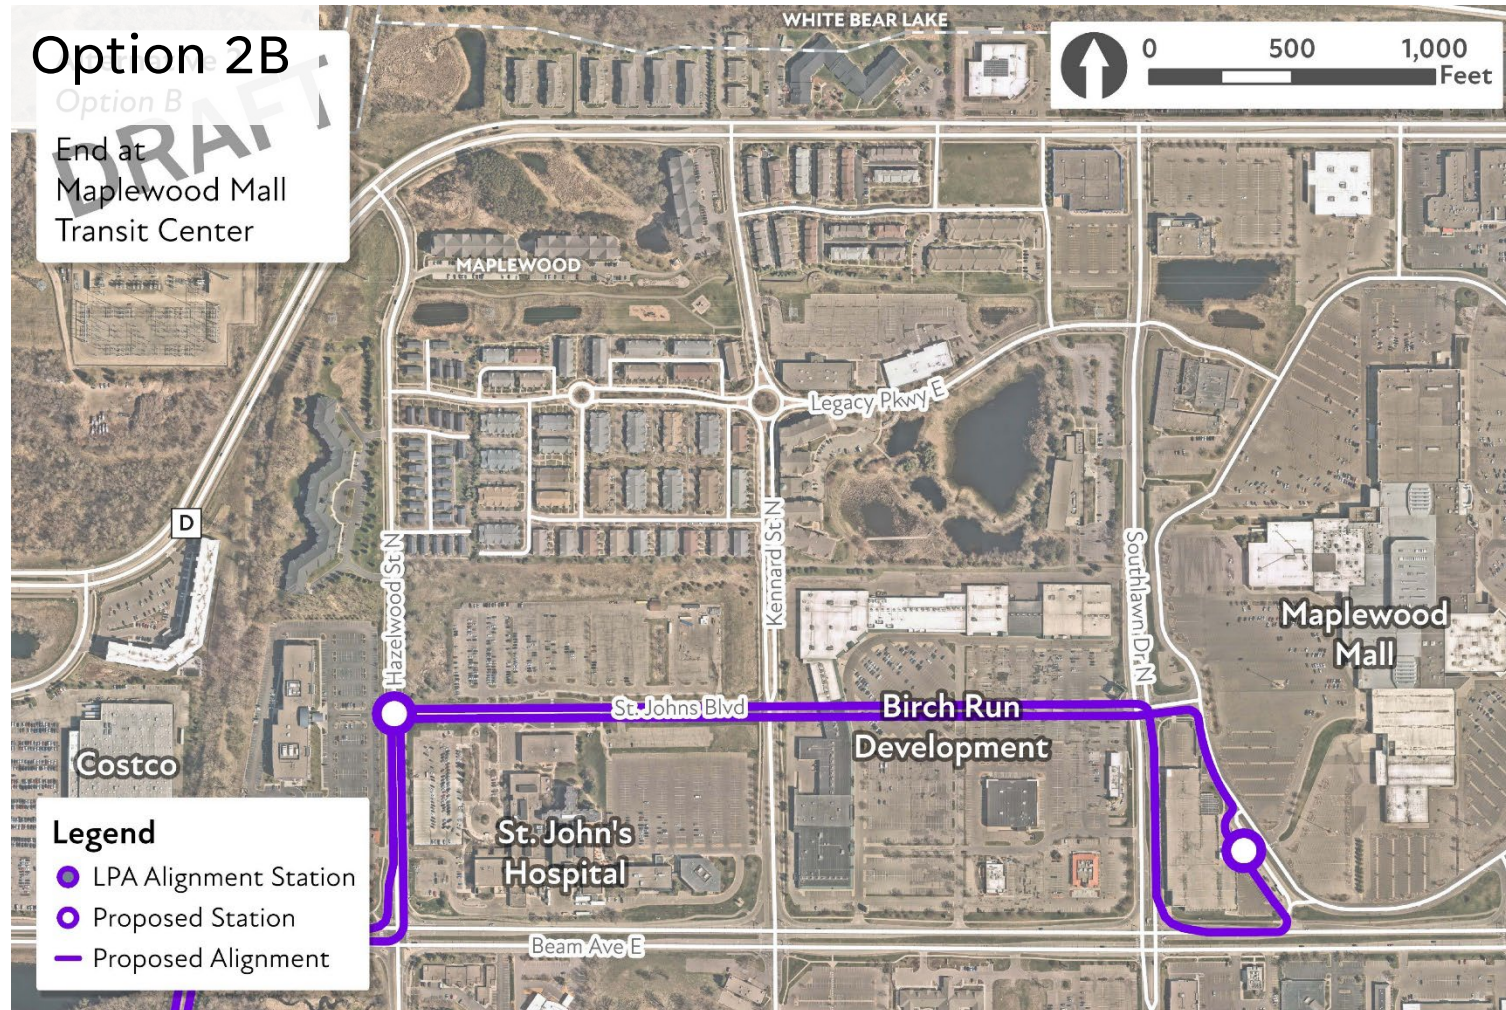 Option 2B
Option B
DRAFT
End at
Maplewood Mall
Transit Center
WHITE BEAR LAKE
0 500 1,000
Feet
MAPLEWOOD
Legacy Pkwy E
D
Hazelwood St N
Kennard St N
Southlawn Dr N
Maplewood
Mall
St. Johns Blvd
Birch Run
Development
Costco
St. John's
Hospital
Beam Ave E
Legend
LPA Alignment Station
Proposed Station
Proposed Alignment